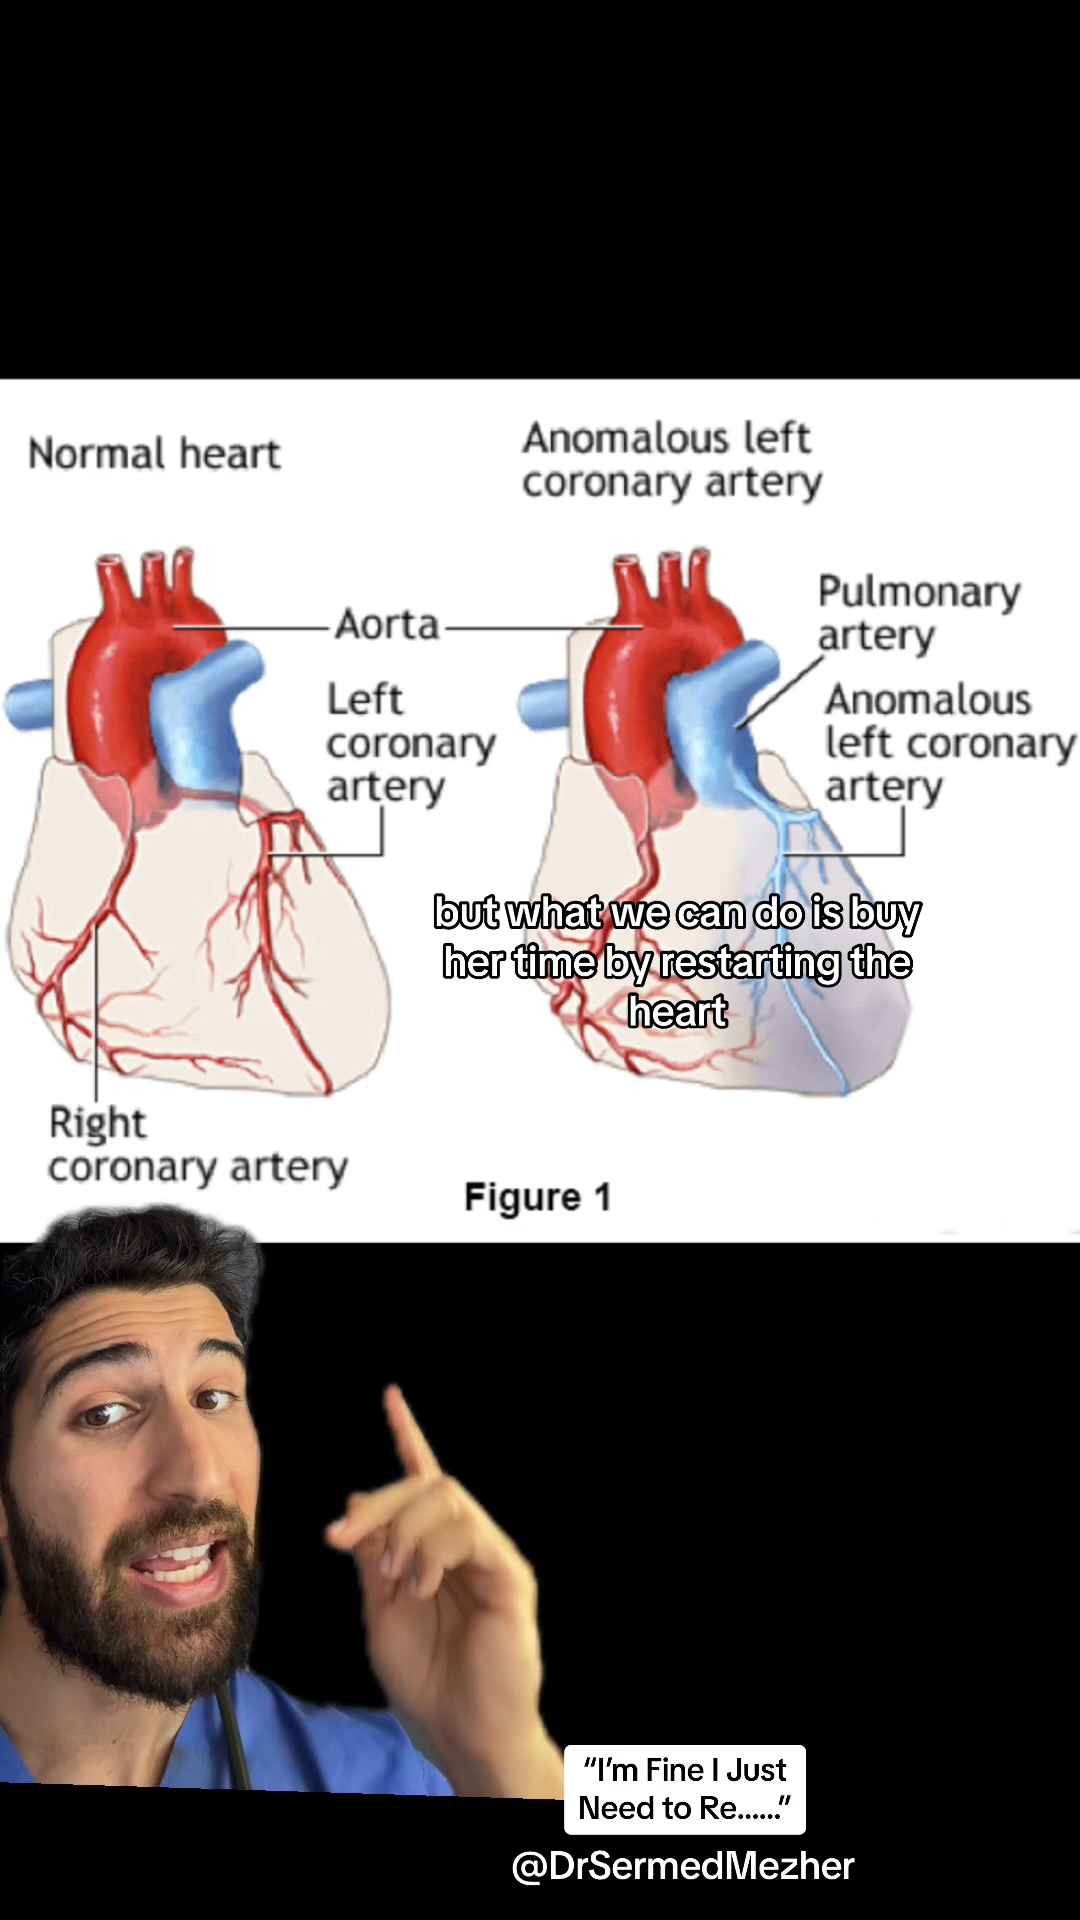 Normal heart
Anomalous left
coronary artery
Aorta
Pulmonary
artery
Left
coronary
artery
Anomalous
left coronary
artery
but what we can do is buy
her time by restarting the
heart
Right
coronary artery
Figure 1
“I’m Fine I Just
Need to Re......”
@DrSermedMezher